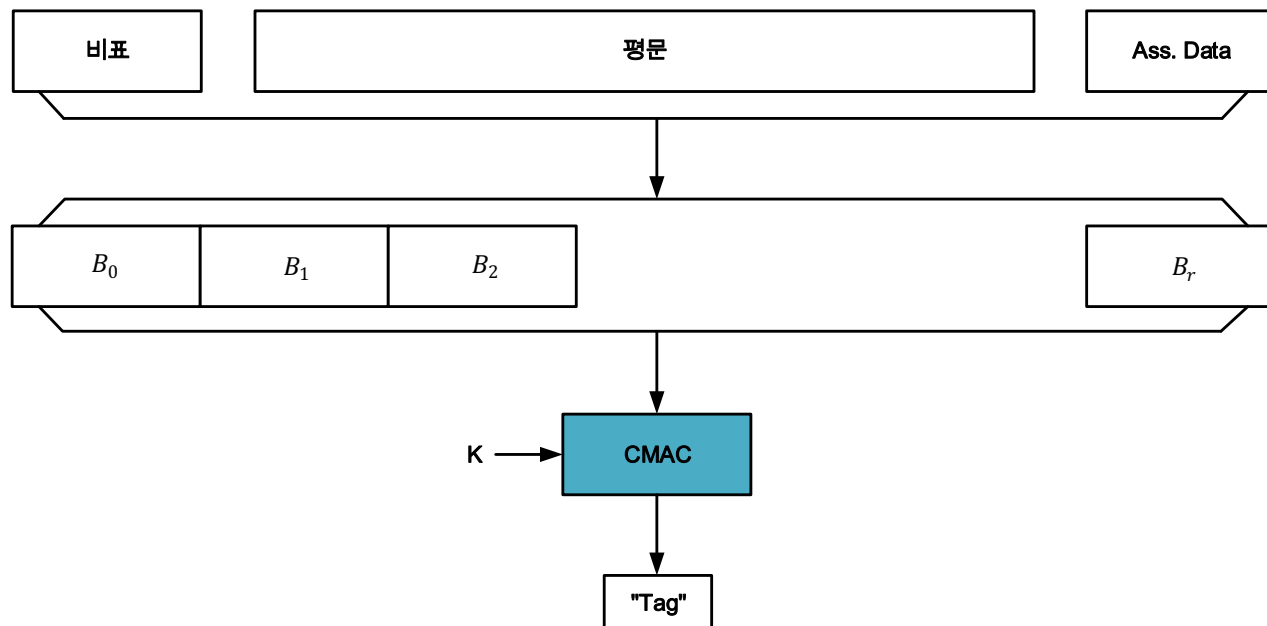 비표
평문
Ass. Data
B₀
B₁
B₂
Bᵣ
K
CMAC
"Tag"